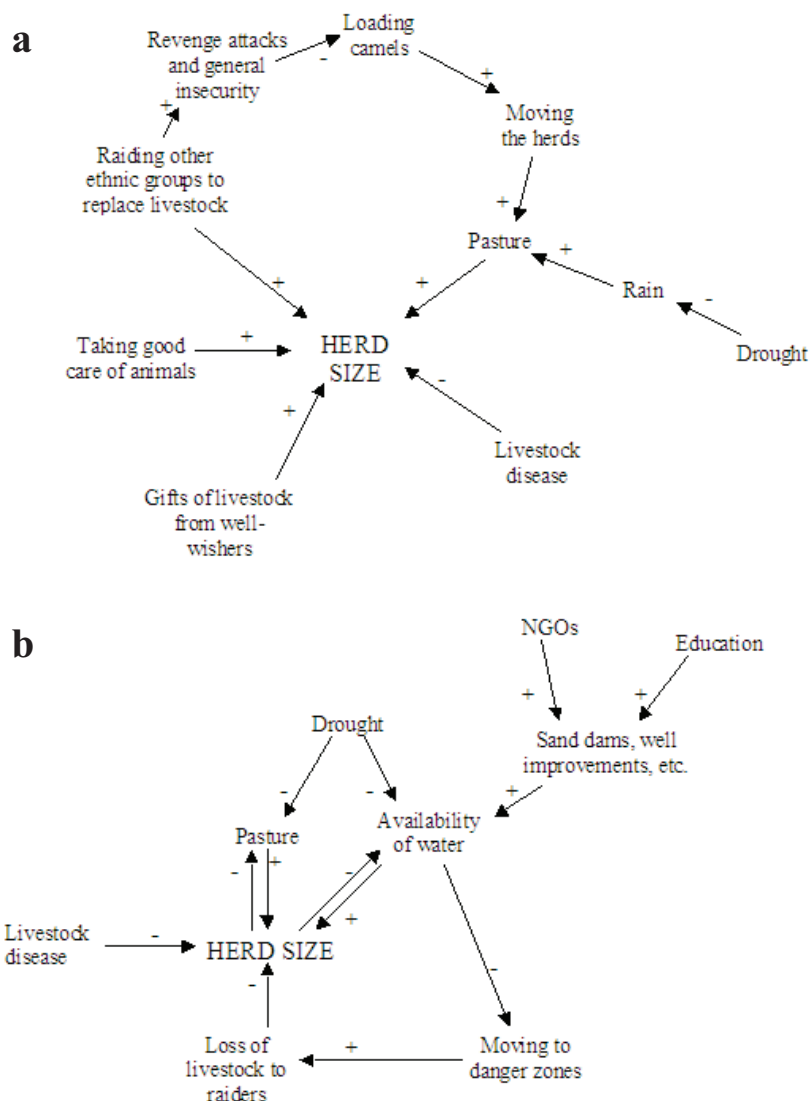 a
Revenge attacks
and general
insecurity
-
Loading
camels
+
Moving
the herds
+
Raiding other
ethnic groups to
replace livestock
+
Pasture
+
Rain
-
Drought
+
+
Taking good
care of animals
+
HERD
SIZE
-
Livestock
disease
+
Gifts of livestock
from well-
wishers
b
NGOs
Education
+
+
Drought
Sand dams, well
improvements, etc.
-
-
+
Pasture
Availability
of water
-
+
-
+
Livestock
disease
-
HERD SIZE
-
-
Loss of
livestock to
raiders
+
Moving to
danger zones